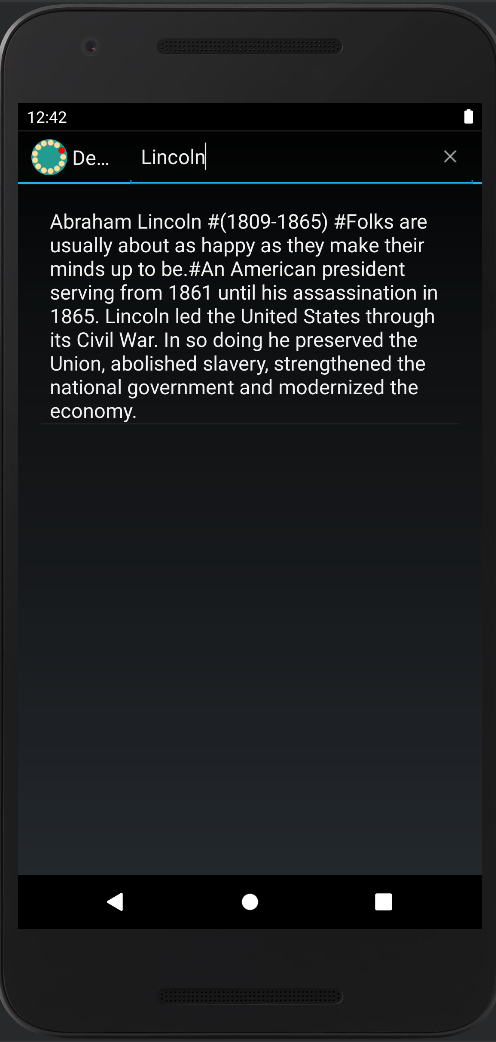 12:42
De...
Lincoln
Abraham Lincoln #(1809-1865) #Folks are
usually about as happy as they make their
minds up to be.#An American president
serving from 1861 until his assassination in
1865. Lincoln led the United States through
its Civil War. In so doing he preserved the
Union, abolished slavery, strengthened the
national government and modernized the
economy.